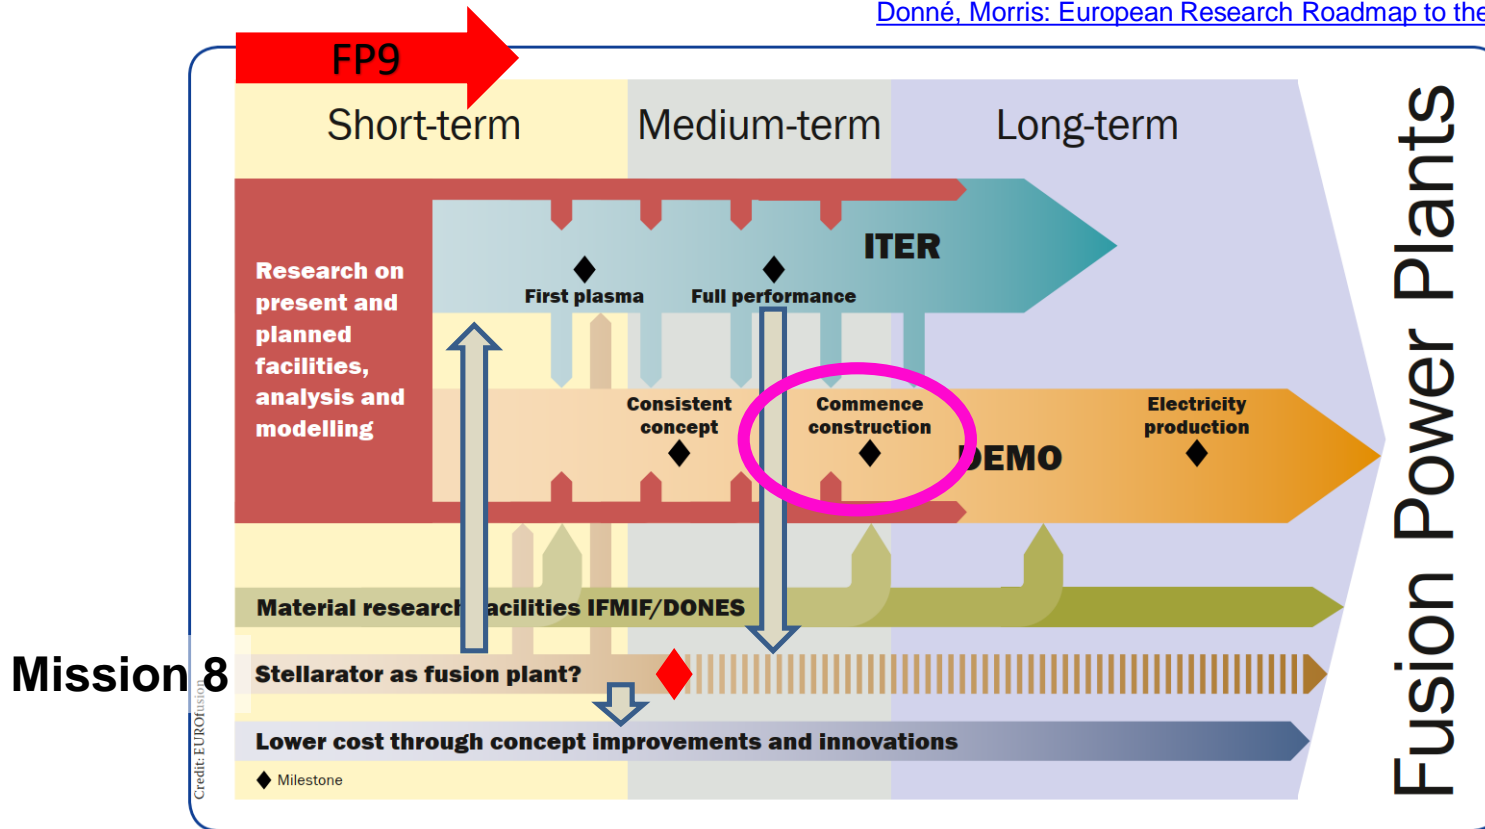 Donné, Morris: European Research Roadmap to the
FP9
Short-term
Medium-term
Long-term
Fusion Power Plants
ITER
Research on
present and
planned
facilities,
analysis and
modelling
First plasma
Full performance
Consistent
concept
Commence
construction
Electricity
production
DEMO
Material research facilities IFMIF/DONES
Mission 8
Stellarator as fusion plant?
Lower cost through concept improvements and innovations
Milestone
Credit: EUROfusion